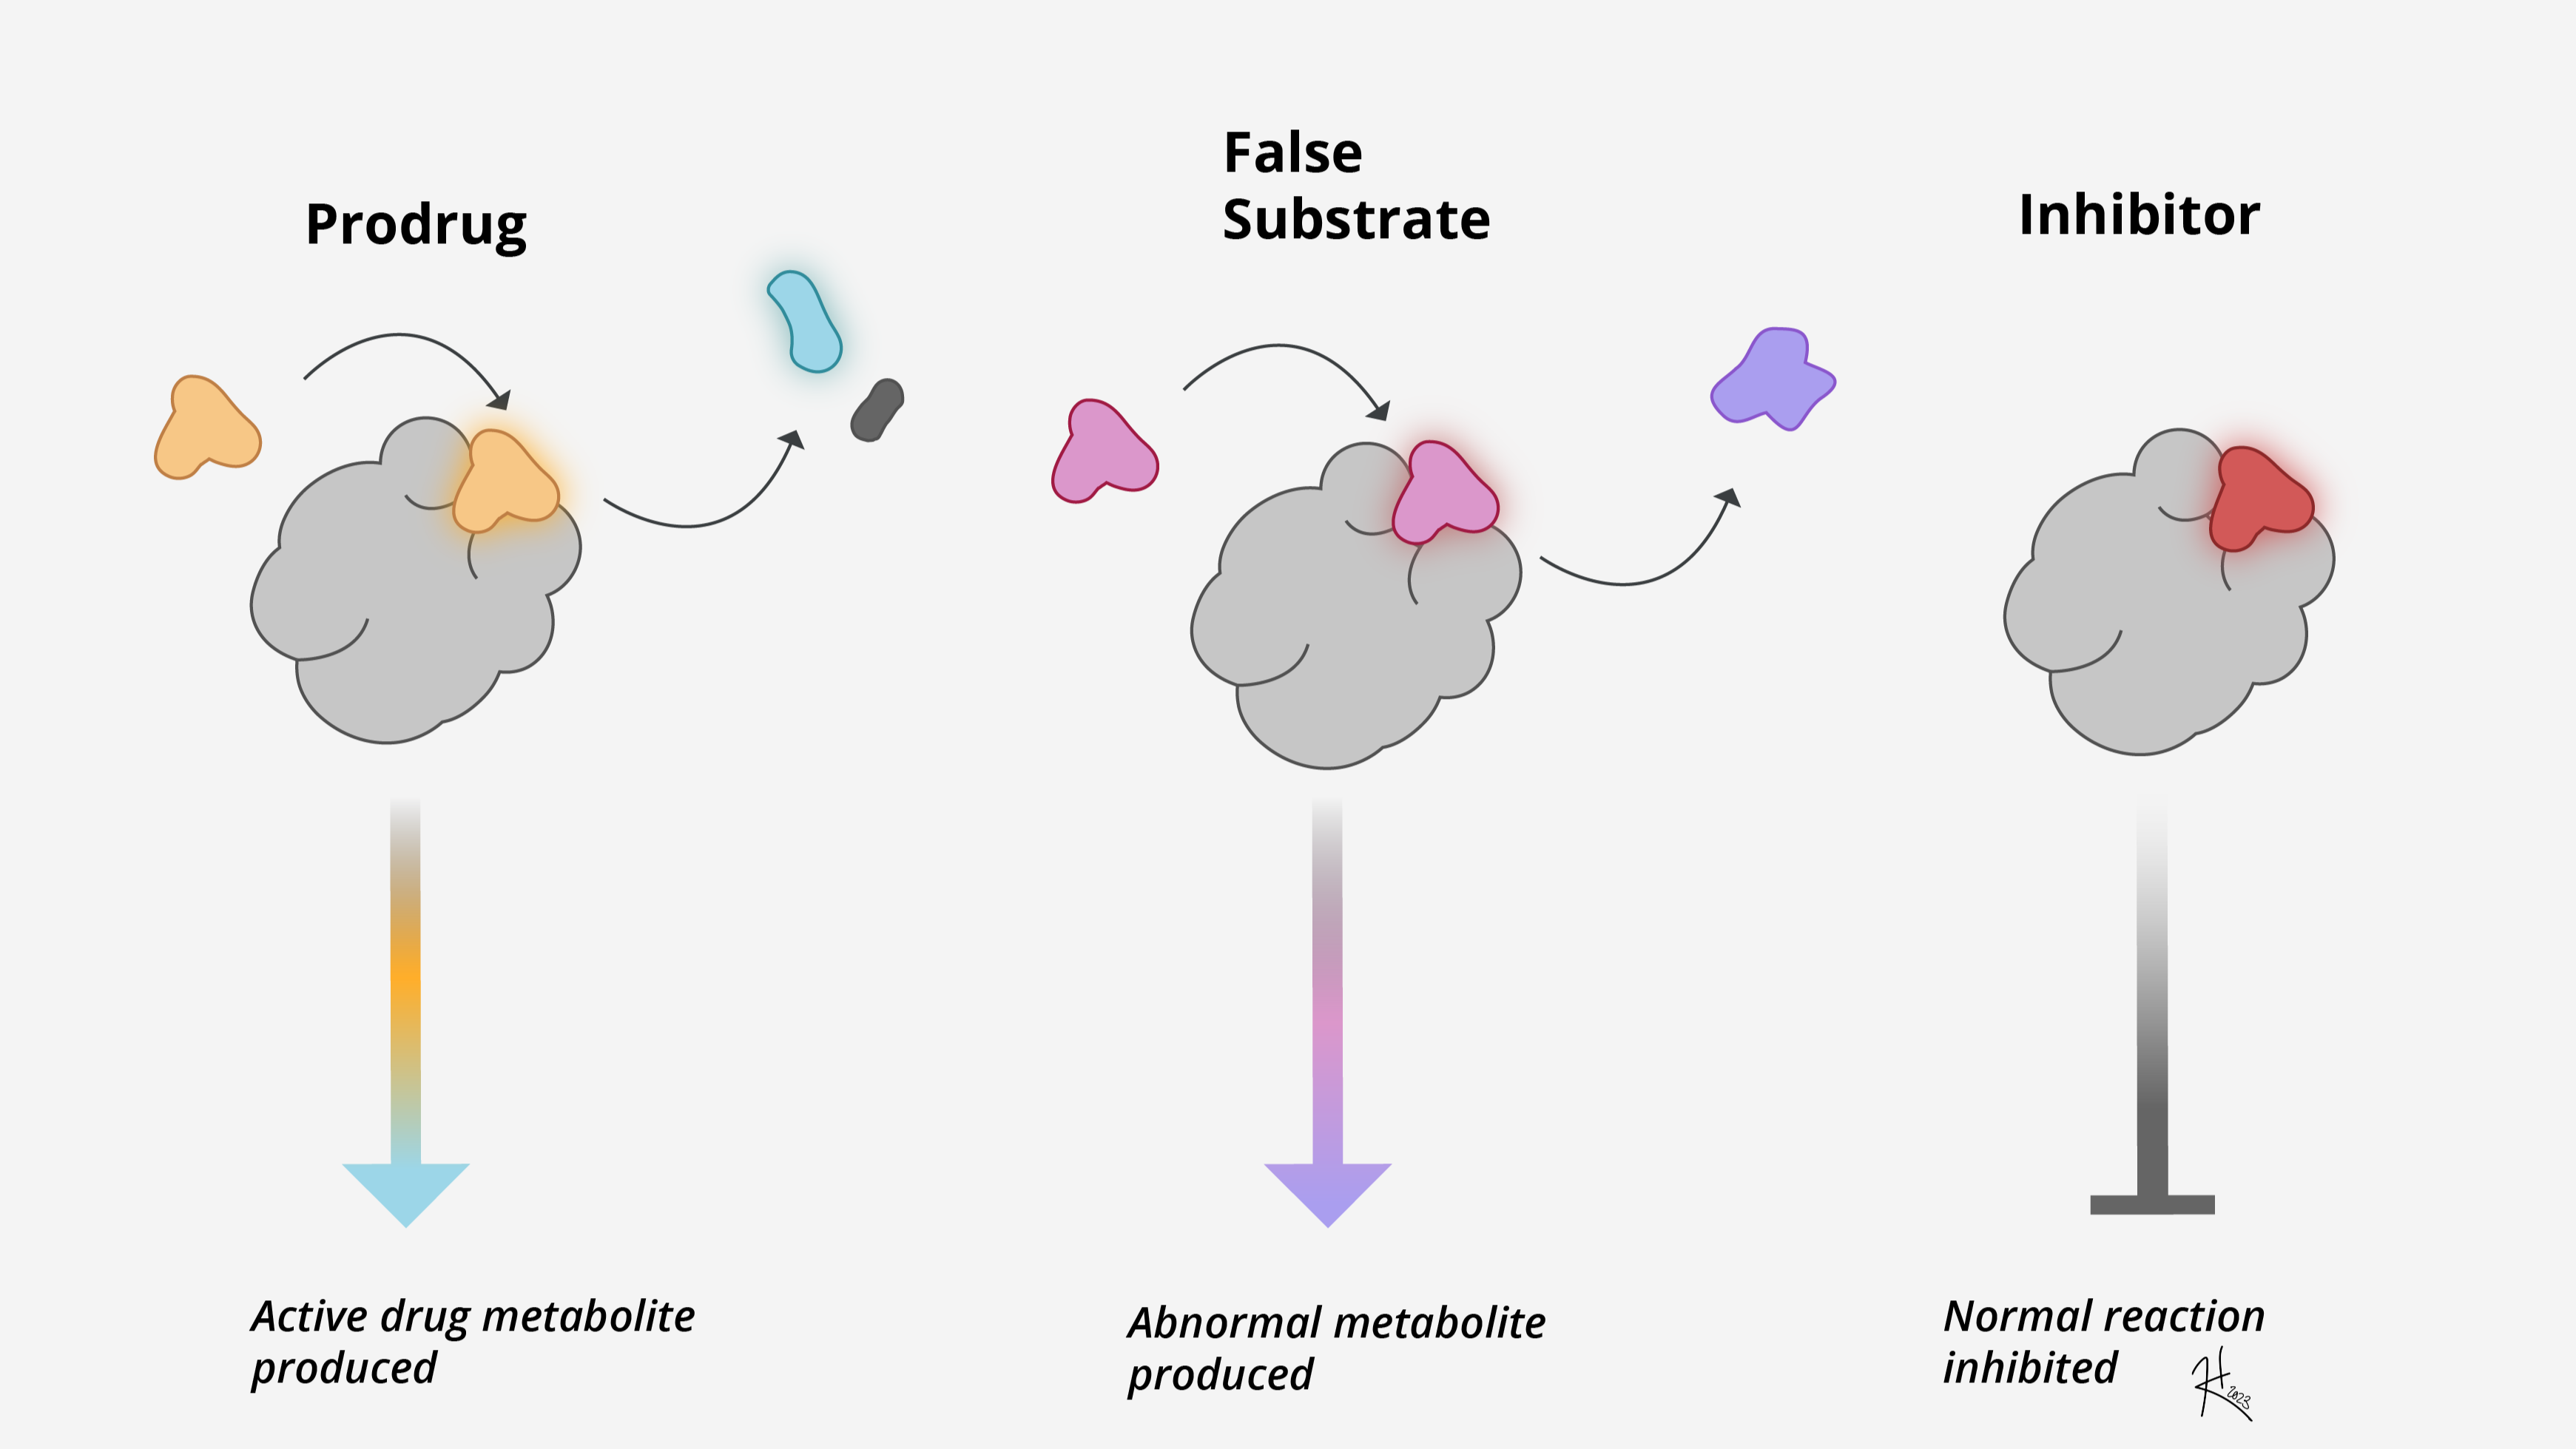 Prodrug
False
Substrate
Inhibitor
Active drug metabolite
produced
Abnormal metabolite
produced
Normal reaction
inhibited
2023